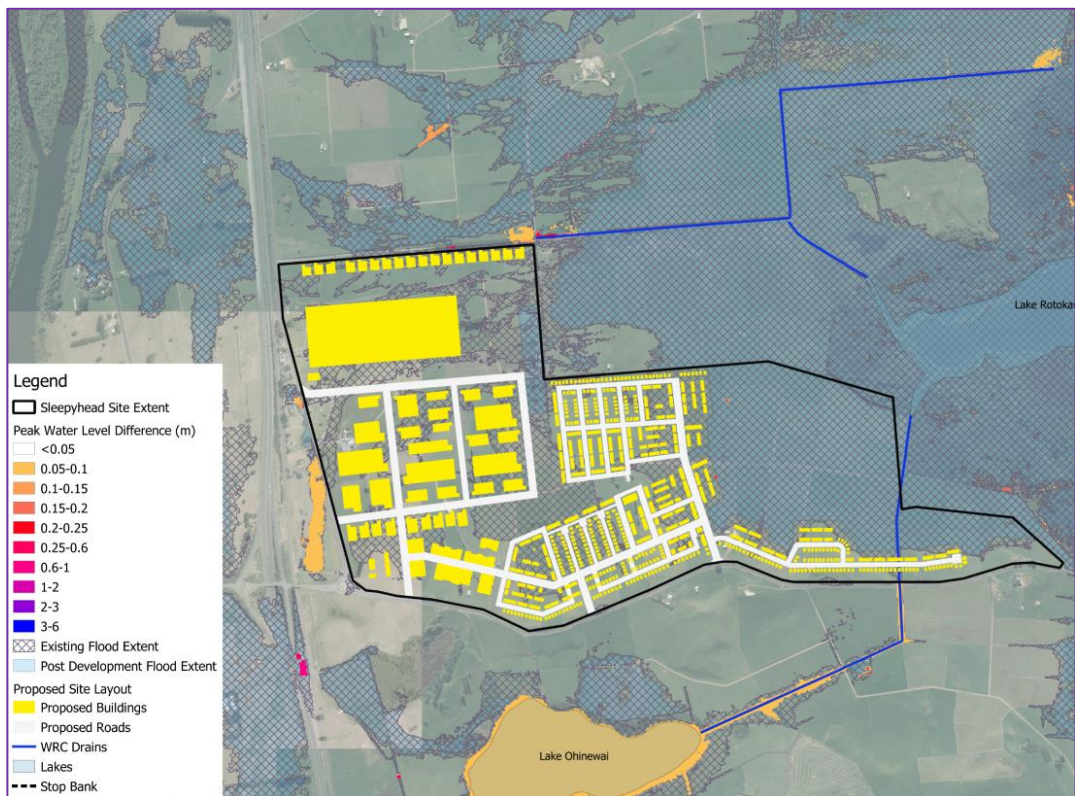 Lake Rotokaw
Legend
Sleepyhead Site Extent
Peak Water Level Difference (m)
<0.05
0.05-0.1
0.1-0.15
0.15-0.2
0.2-0.25
0.25-0.6
0.6-1
1-2
2-3
3-6
Existing Flood Extent
Post Development Flood Extent
Proposed Site Layout
Proposed Buildings
Proposed Roads
WRC Drains
Lakes
Stop Bank
Lake Ohinewai